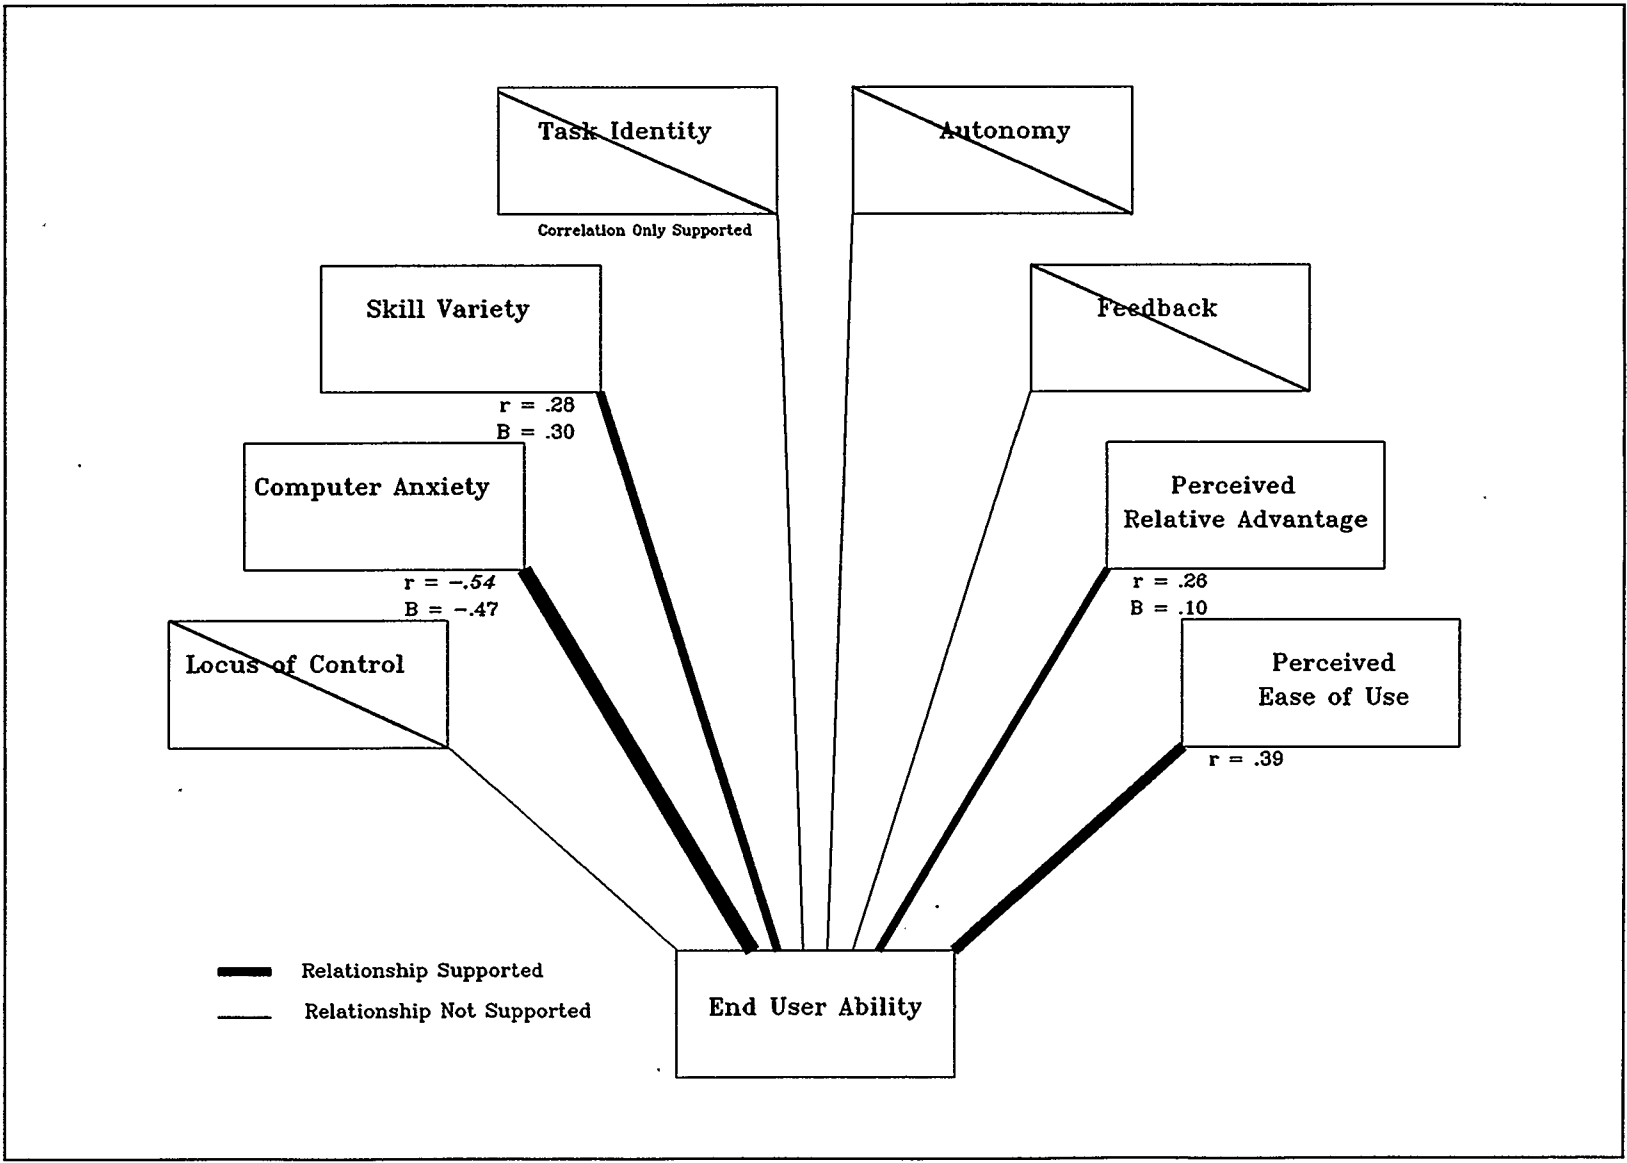 Task Identity
Autonomy
Correlation Only Supported
Skill Variety
Feedback
r = .28
B = .30
Computer Anxiety
Perceived
Relative Advantage
r = -.54
B = -.47
r = .26
B = .10
Locus of Control
Perceived
Ease of Use
r = .39
Relationship Supported
Relationship Not Supported
End User Ability